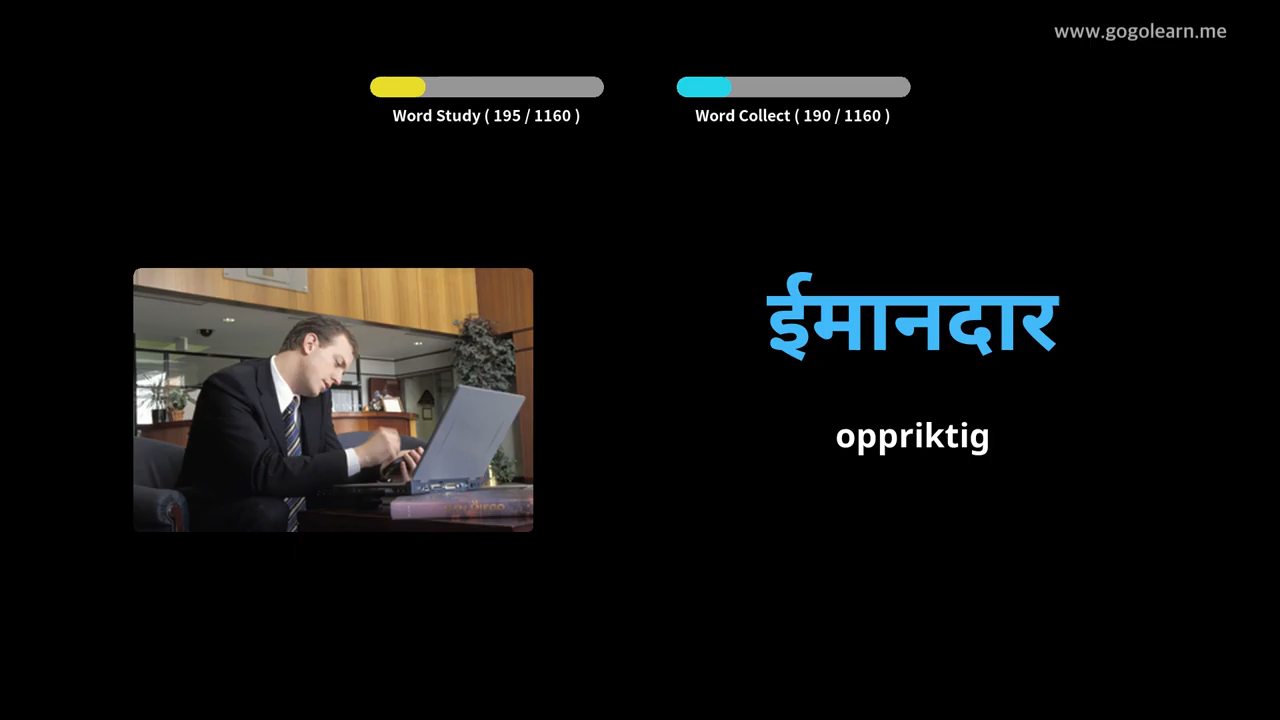 www.gogolearn.me
Word Study ( 195 / 1160 )
Word Collect ( 190 / 1160 )
ईमानदार
oppriktig